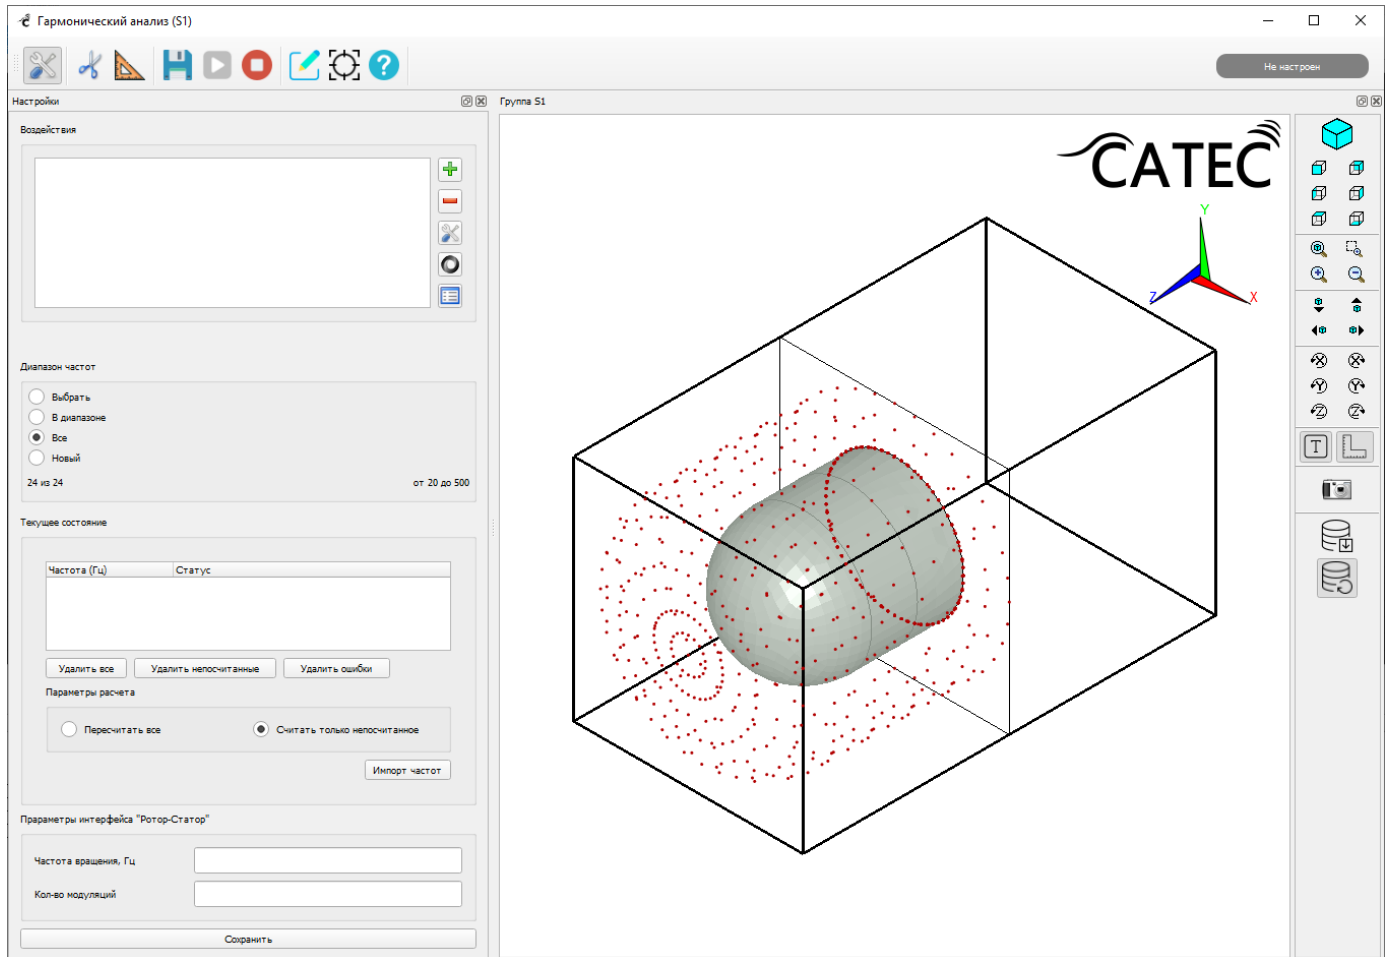 Гармонический анализ (S1)
Не настроен
Настройки
Группа S1
Воздействия
CATEC
Y
Z
X
Диапазон частот
Выбрать
В диапазоне
Все
Новый
24 из 24
от 20 до 500
Текущее состояние
Частота (Гц)
Статус
Удалить все
Удалить непосчитанные
Удалить ошибки
Параметры расчета
Пересчитать все
Считать только непосчитанное
Импорт частот
Прараметры интерфейса "Ротор-Статор"
Частота вращения, Гц
Кол-во модуляций
Сохранить
X
X
Y
Y
Z
Z
T